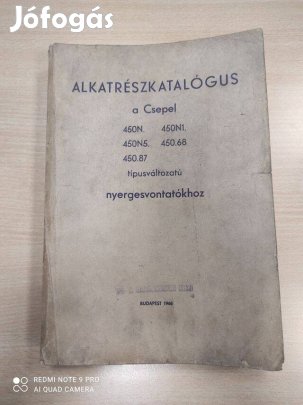 Jófogás
ALKATRÉSZKATALÓGUS
a Csepel
450N. 450N1.
450N5. 450.68
450.87
típusváltozatú
nyergesvontatókhoz
BUDAPEST 1968
REDMI NOTE 9 PRO
AI QUAD CAMERA